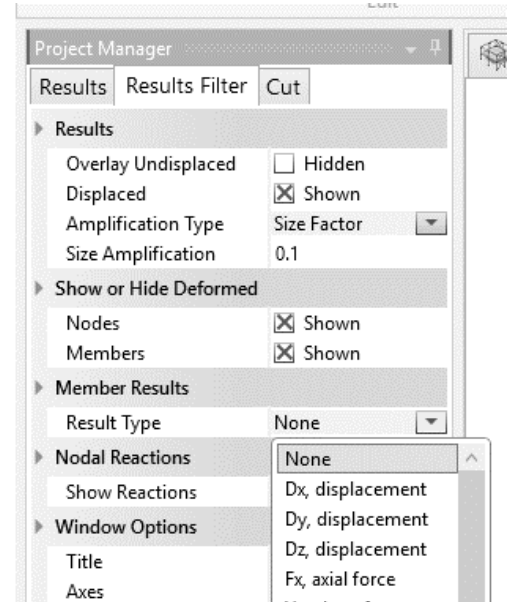 Edit
Project Manager
Results Results Filter Cut
Results
Overlay Undisplaced Hidden
Displaced Shown
Amplification Type Size Factor
Size Amplification 0.1
Show or Hide Deformed
Nodes Shown
Members Shown
Member Results
Result Type None
Nodal Reactions
None
Show Reactions
Dx, displacement
Window Options
Dy, displacement
Title
Dz, displacement
Axes
Fx, axial force